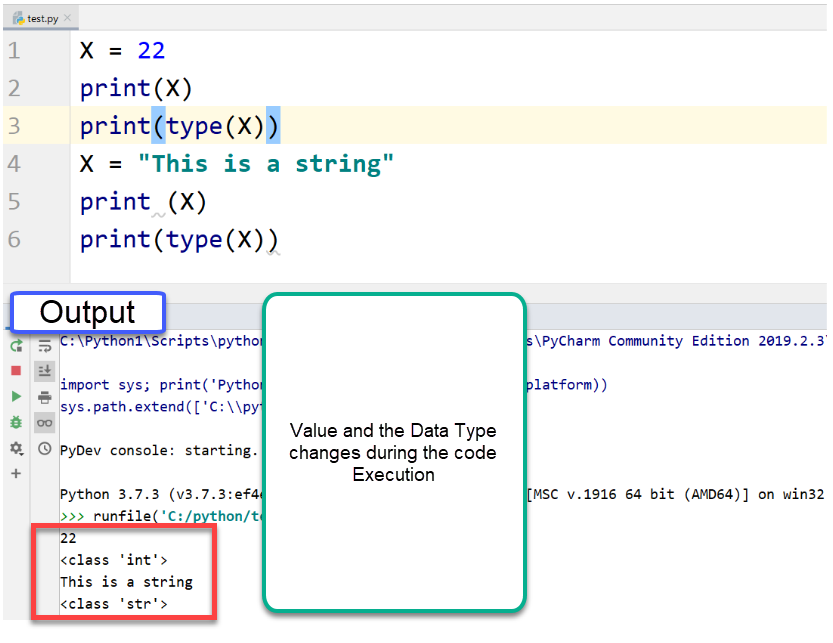 test.py
1 X = 22
2 print(X)
3 print(type(X))
4 X = "This is a string"
5 print (X)
6 print(type(X))
Output
C:\Python1\Scripts\python s\PyCharm Community Edition 2019.2.3\
import sys; print('Python platform))
sys.path.extend(['C:\\pyt
PyDev console: starting.
Python 3.7.3 (v3.7.3:ef4e [MSC v.1916 64 bit (AMD64)] on win32
>>> runfile('C:/python/te
22
<class 'int'>
This is a string
<class 'str'>
Value and the Data Type
changes during the code
Execution